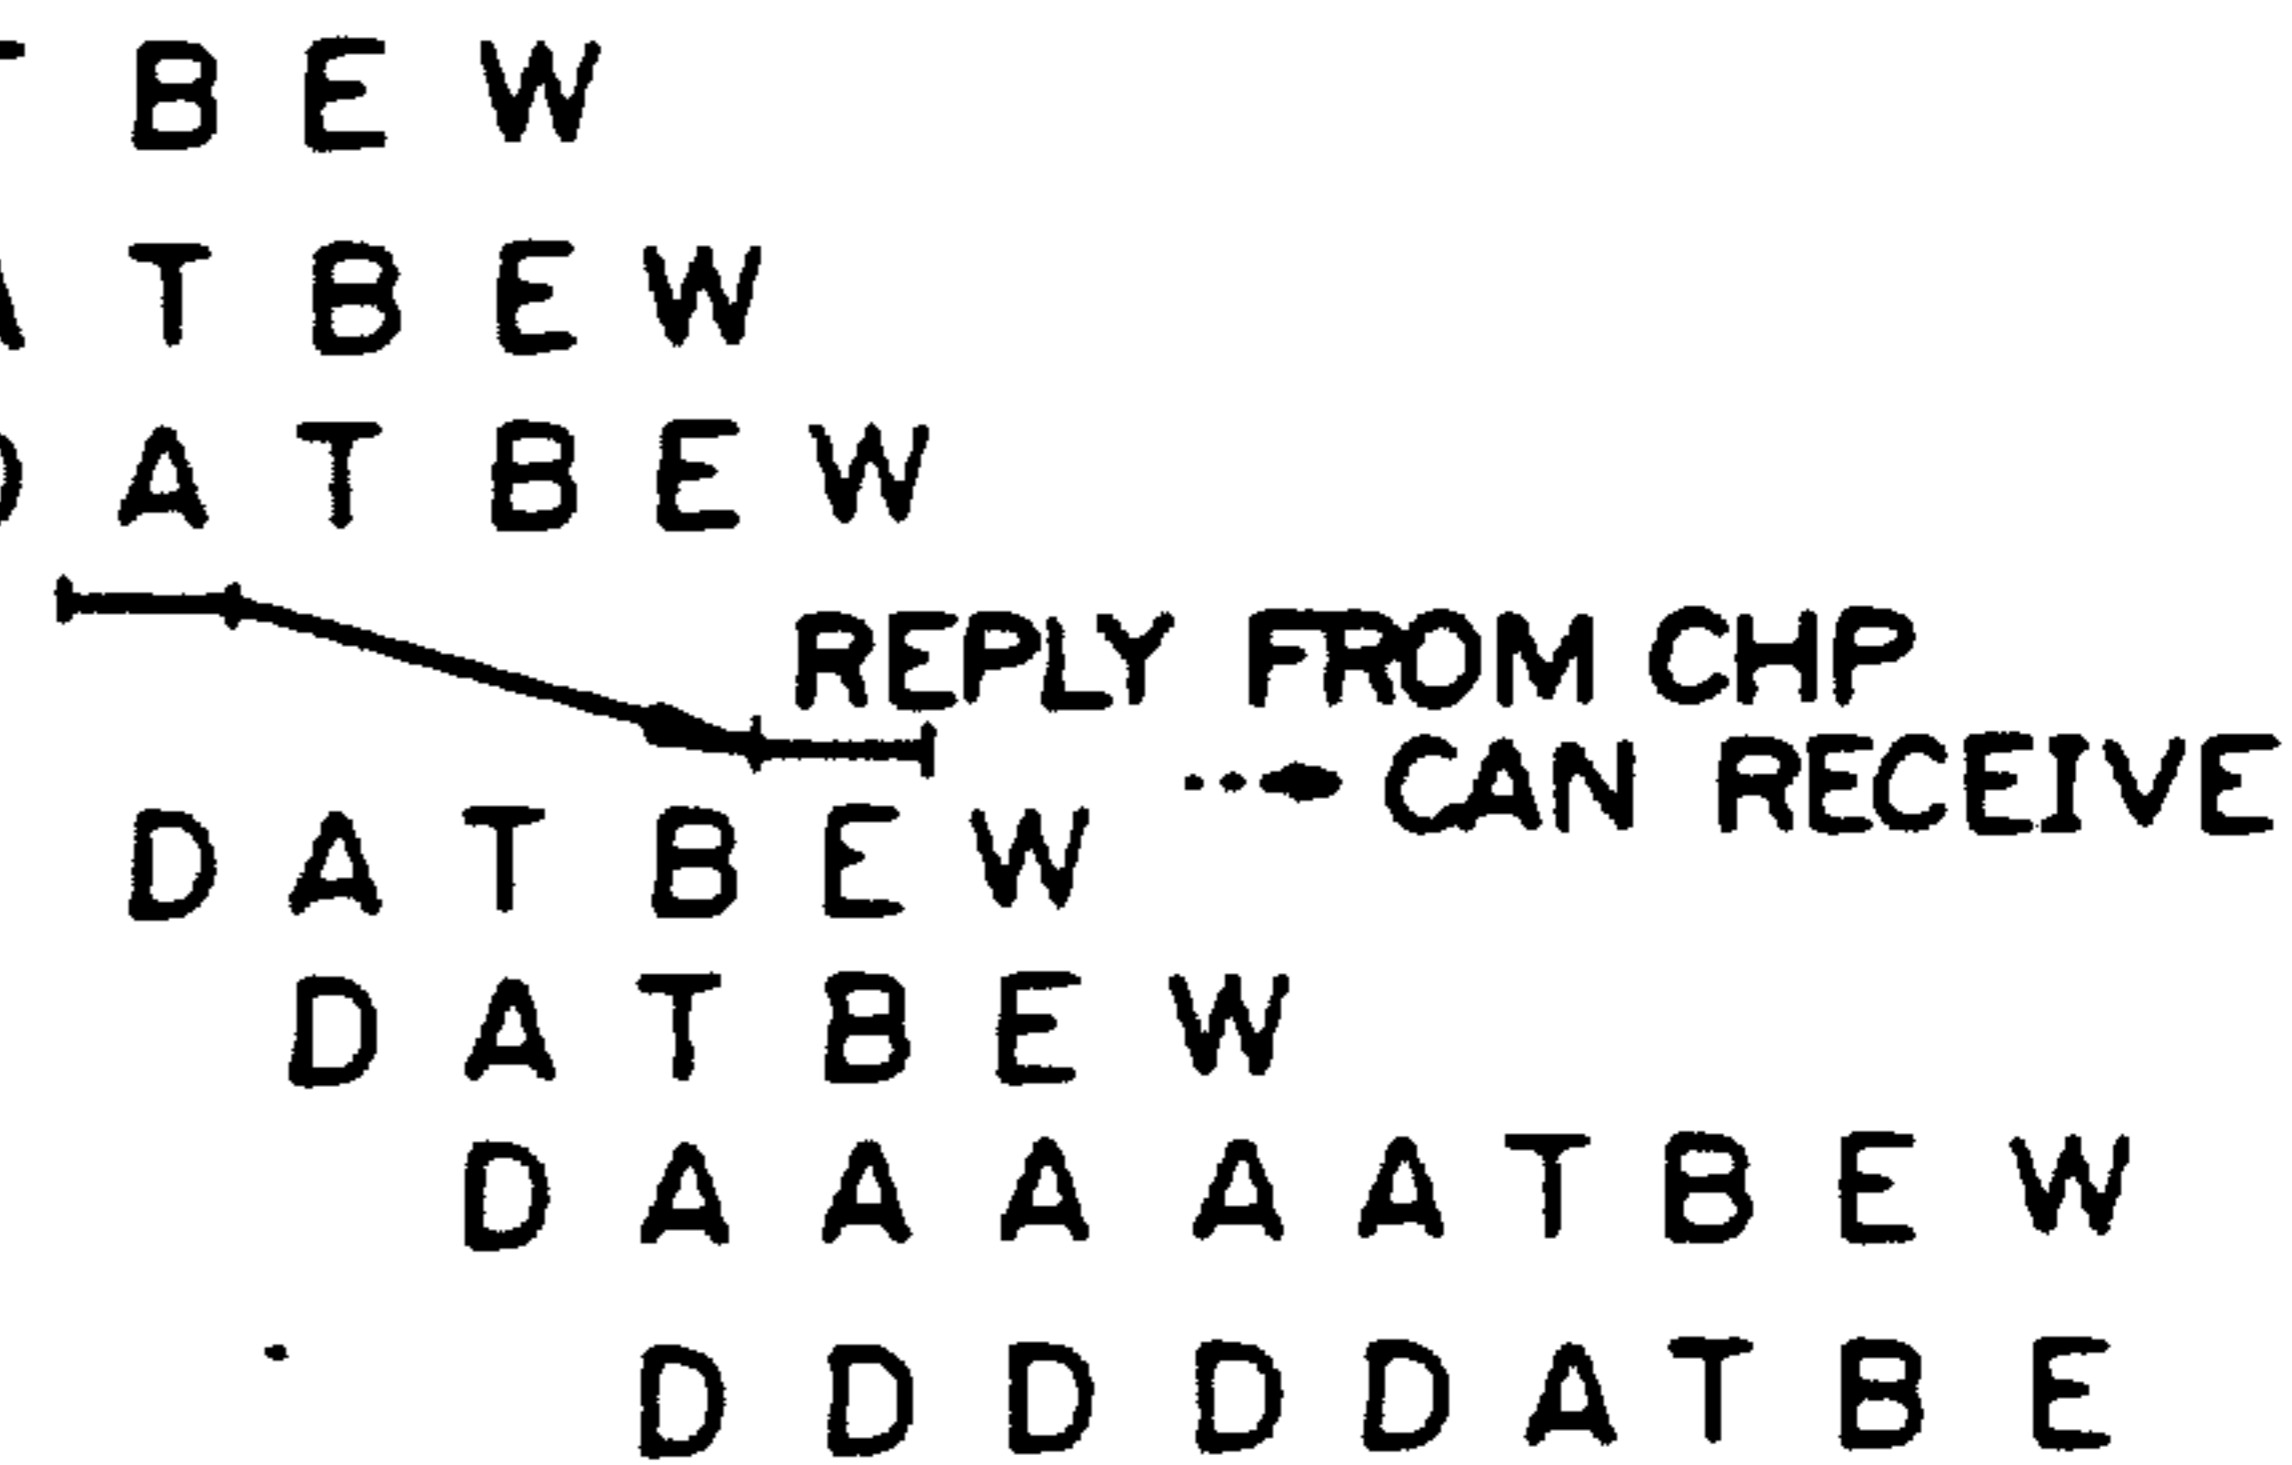 T B E W
A T B E W
D A T B E W
REPLY FROM CHP
CAN RECEIVE
D A T B E W
D A T B E W
D A A A A A T B E W
D D D D D A T B E